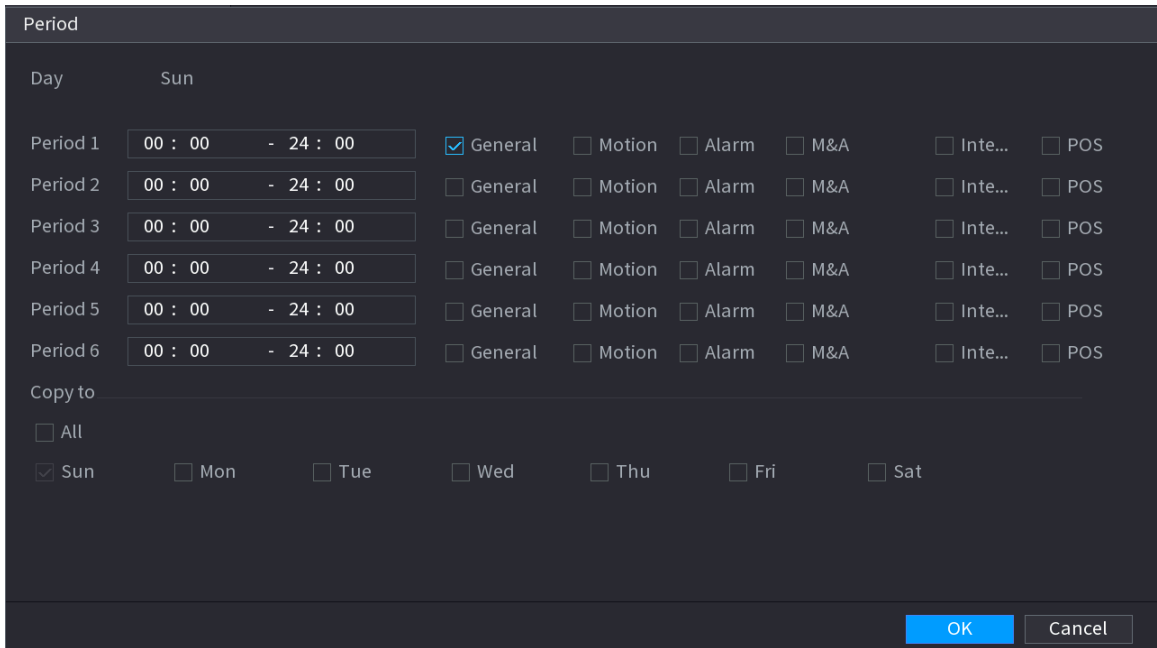 Period
Day Sun
Period 1 00 : 00 - 24 : 00 General Motion Alarm M&A Inte... POS
Period 2 00 : 00 - 24 : 00 General Motion Alarm M&A Inte... POS
Period 3 00 : 00 - 24 : 00 General Motion Alarm M&A Inte... POS
Period 4 00 : 00 - 24 : 00 General Motion Alarm M&A Inte... POS
Period 5 00 : 00 - 24 : 00 General Motion Alarm M&A Inte... POS
Period 6 00 : 00 - 24 : 00 General Motion Alarm M&A Inte... POS
Copy to
All
Sun Mon Tue Wed Thu Fri Sat
OK Cancel